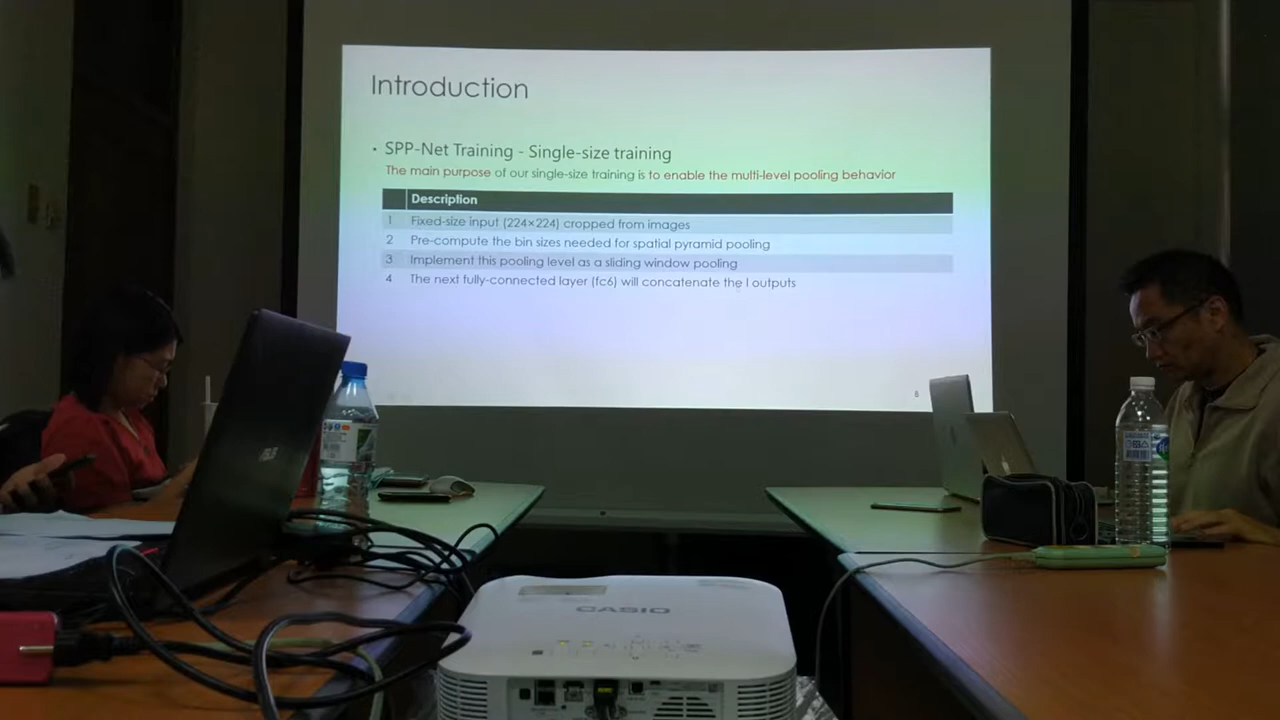 Introduction
• SPP-Net Training - Single-size training
The main purpose of our single-size training is to enable the multi-level pooling behavior
Description
1 Fixed-size input (224×224) cropped from images
2 Pre-compute the bin sizes needed for spatial pyramid pooling
3 Implement this pooling level as a sliding window pooling
4 The next fully-connected layer (fc6) will concatenate the l outputs
8
ASUS
CASIO